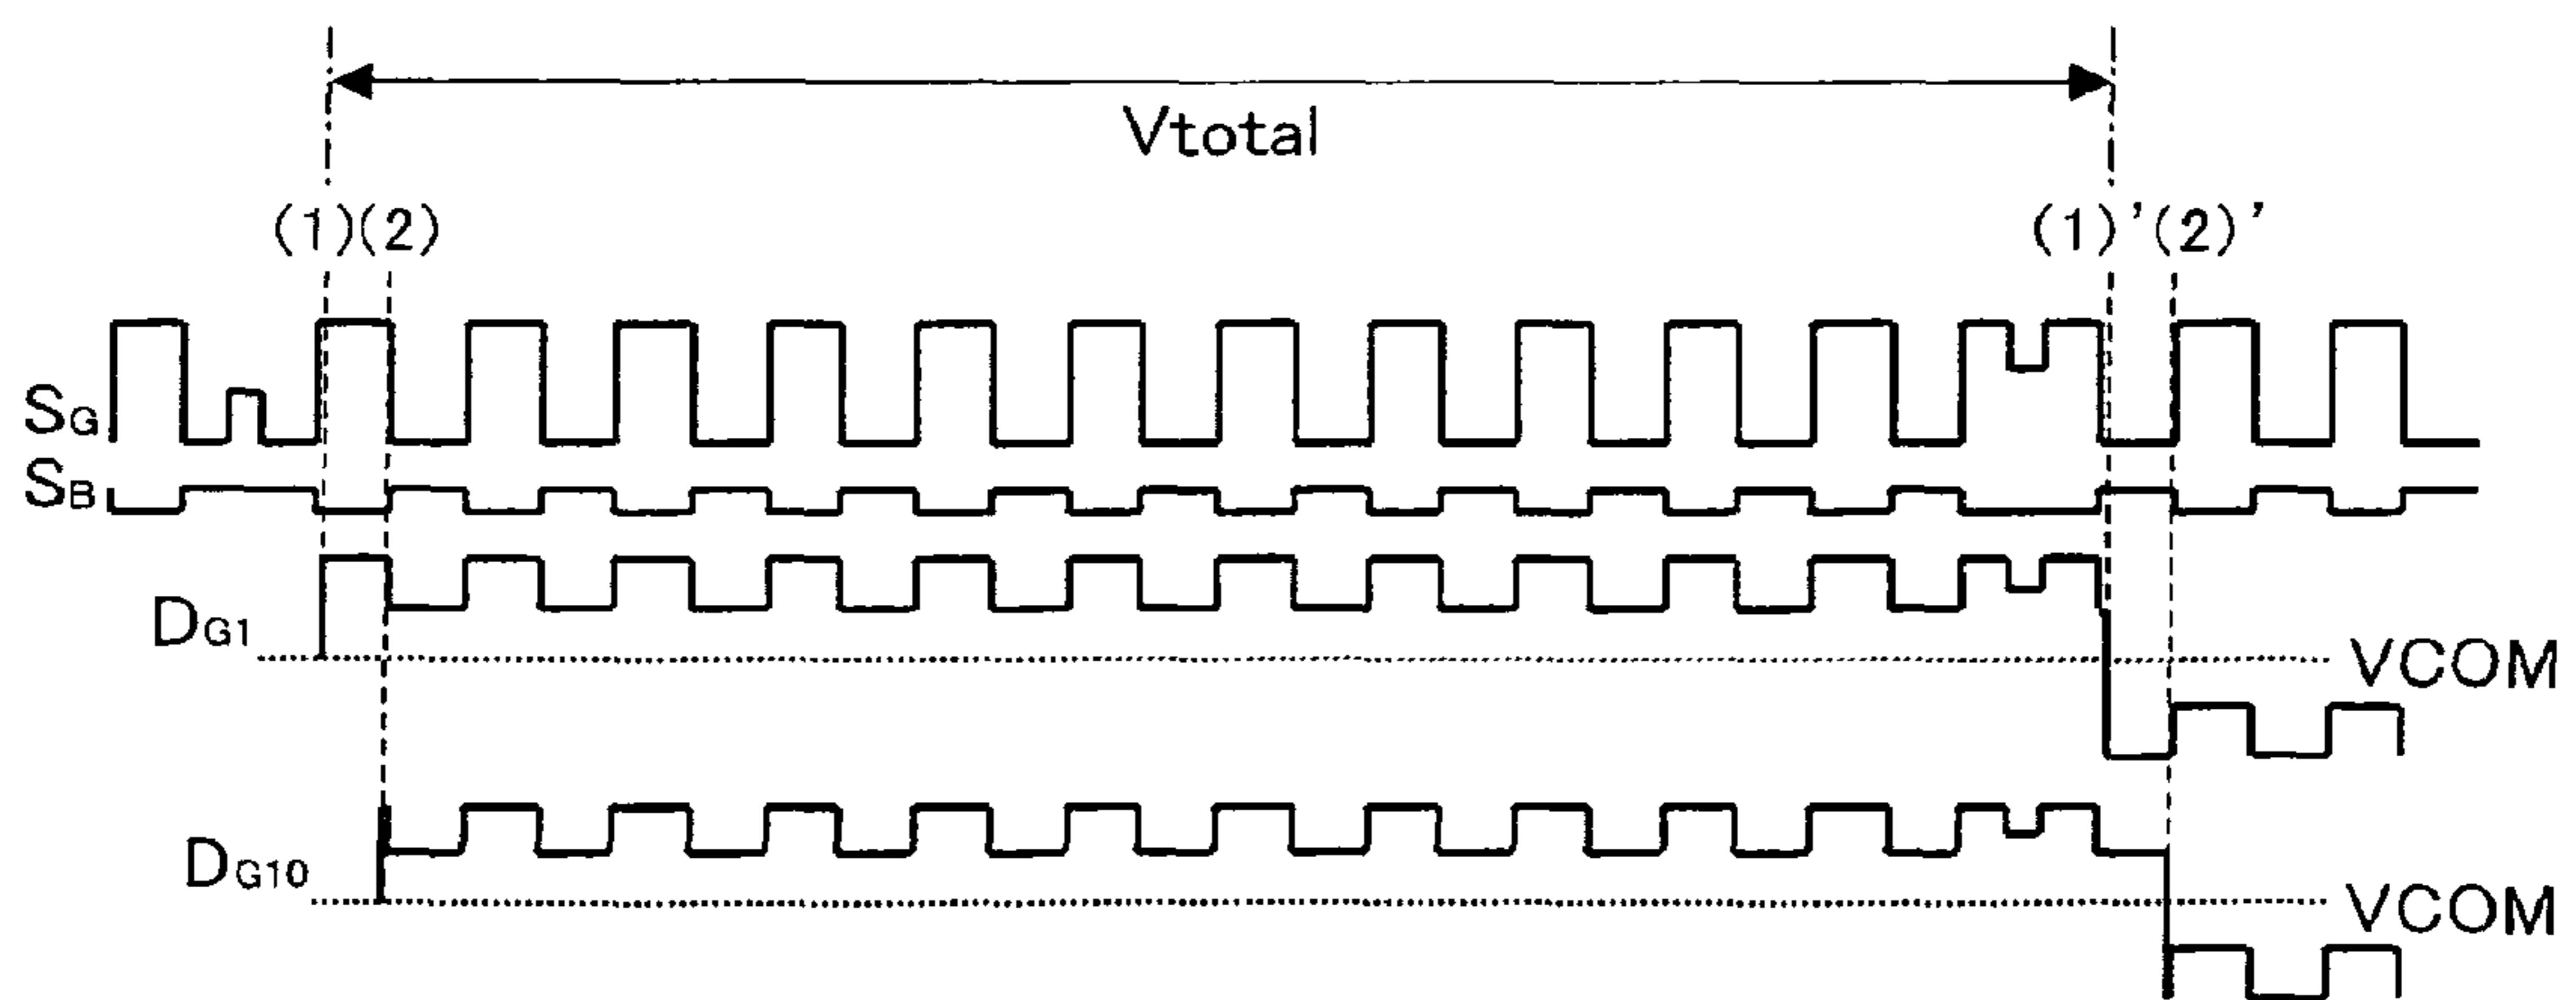 Vtotal
(1)(2) (1)'(2)'
SG
SB
DG1 VCOM
DG10 VCOM